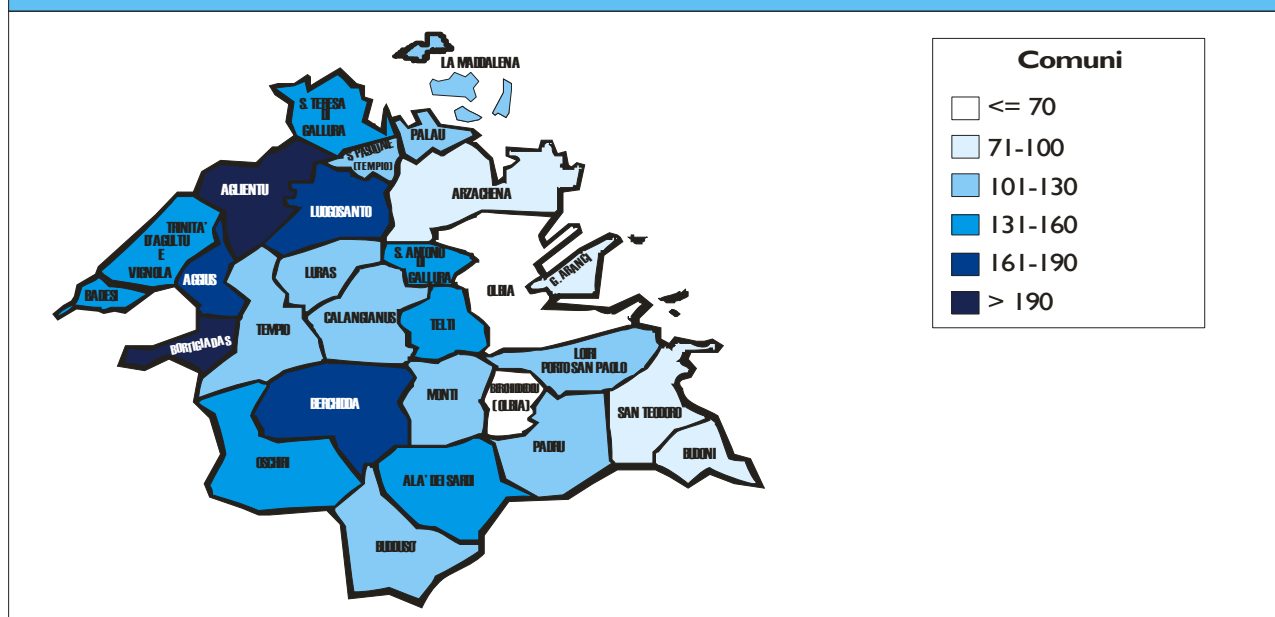 LA MADDALENA
S. TERESA
DI
GALLURA
PALAU
S. PASQUALE
(TEMPIO)
AGLIENTU
ARZACHENA
LUOGOSANTO
TRINITA'
D'AGULTU
E
VIGNOLA
S. ANTONIO
DI
GALLURA
G. ARANCI
LURAS
AGGIUS
OLBIA
BADESI
CALANGIANUS
TELTI
TEMPIO
BORTIGIADAS
LOIRI
PORTO SAN PAOLO
BERCHIDDEDDU
(OLBIA)
MONTI
BERCHIDDA
SAN TEODORO
PADRU
BUDONI
OSCHIRI
ALA' DEI SARDI
BUDDUSO'
Comuni
<= 70
71-100
101-130
131-160
161-190
> 190